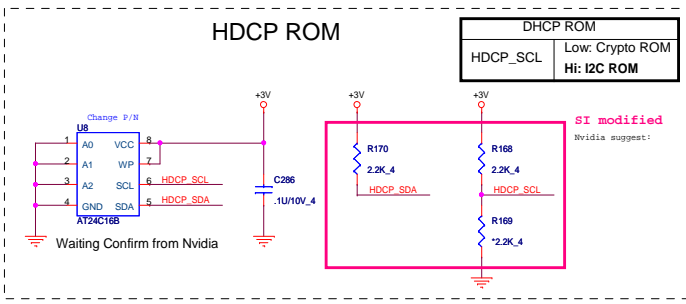 HDCP ROM
DHCP ROM
HDCP_SCL
Low: Crypto ROM
Hi: I2C ROM
Change P/N
U8
1 A0 VCC 8
2 A1 WP 7
3 A2 SCL 6 HDCP_SCL
4 GND SDA 5 HDCP_SDA
AT24C16B
Waiting Confirm from Nvidia
+3V
C286
.1U/10V_4
+3V
R170
2.2K_4
HDCP_SDA
+3V
R168
2.2K_4
HDCP_SCL
R169
*2.2K_4
SI modified
Nvidia suggest: